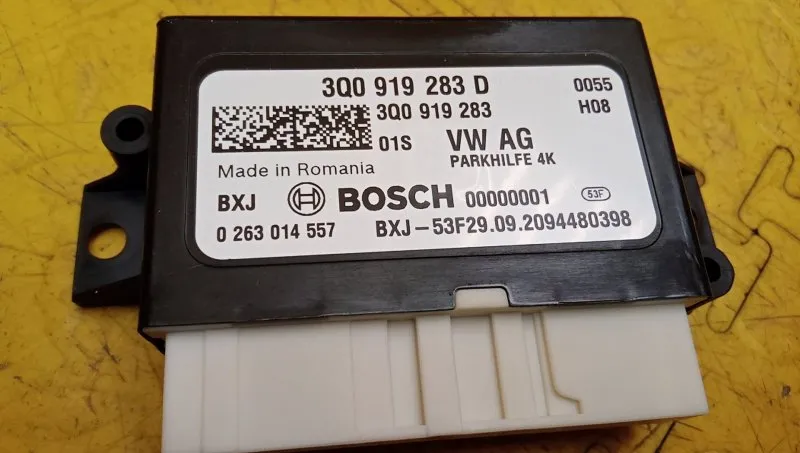 3Q0 919 283 D 0055
3Q0 919 283 H08
01S VW AG
PARKHILFE 4K
Made in Romania
BXJ BOSCH 00000001 53F
0 263 014 557 BXJ-53F29.09.2094480398